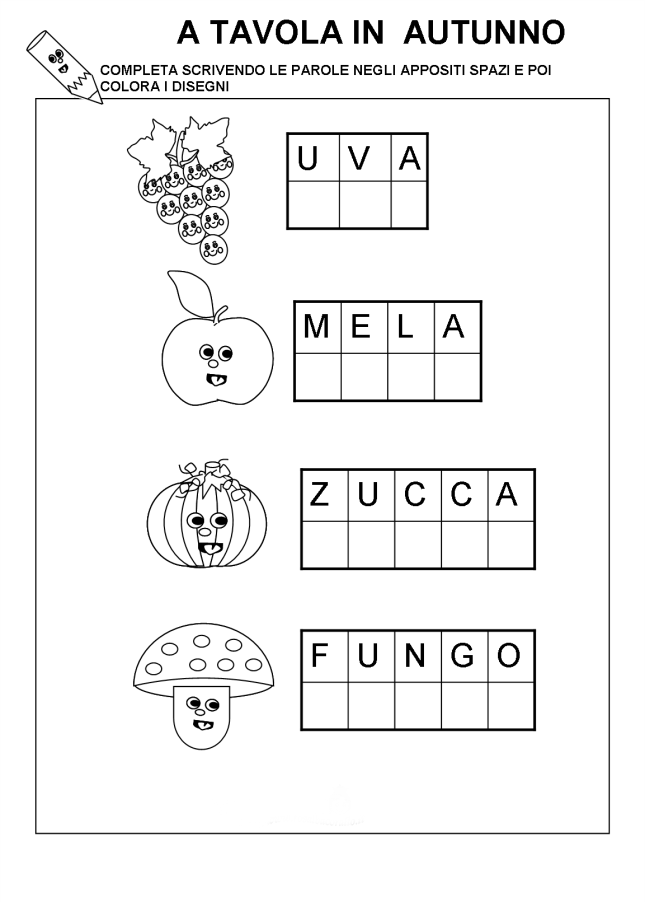 A TAVOLA IN AUTUNNO
COMPLETA SCRIVENDO LE PAROLE NEGLI APPOSITI SPAZI E POI
COLORA I DISEGNI
U V A
M E L A
Z U C C A
F U N G O